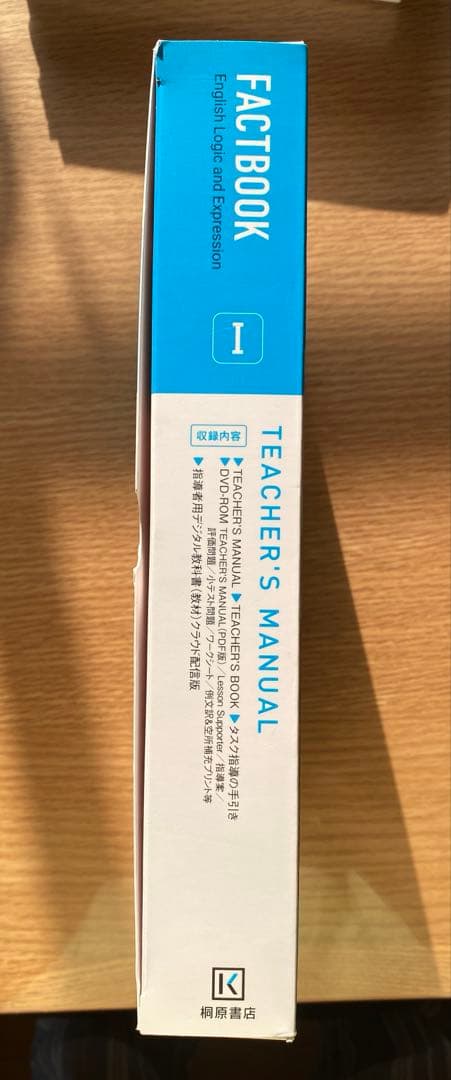 FACTBOOK
English Logic and Expression
I
TEACHER'S MANUAL
収録内容
▶TEACHER'S MANUAL ▶TEACHER'S BOOK ▶タスク指導の手引き
▶DVD-ROM TEACHER'S MANUAL(PDF版)／Lesson Supporter／指導案／
評価問題／小テスト問題／ワークシート／例文訳&空所補充プリント等
▶指導者用デジタル教科書(教材)クラウド配信版
桐原書店